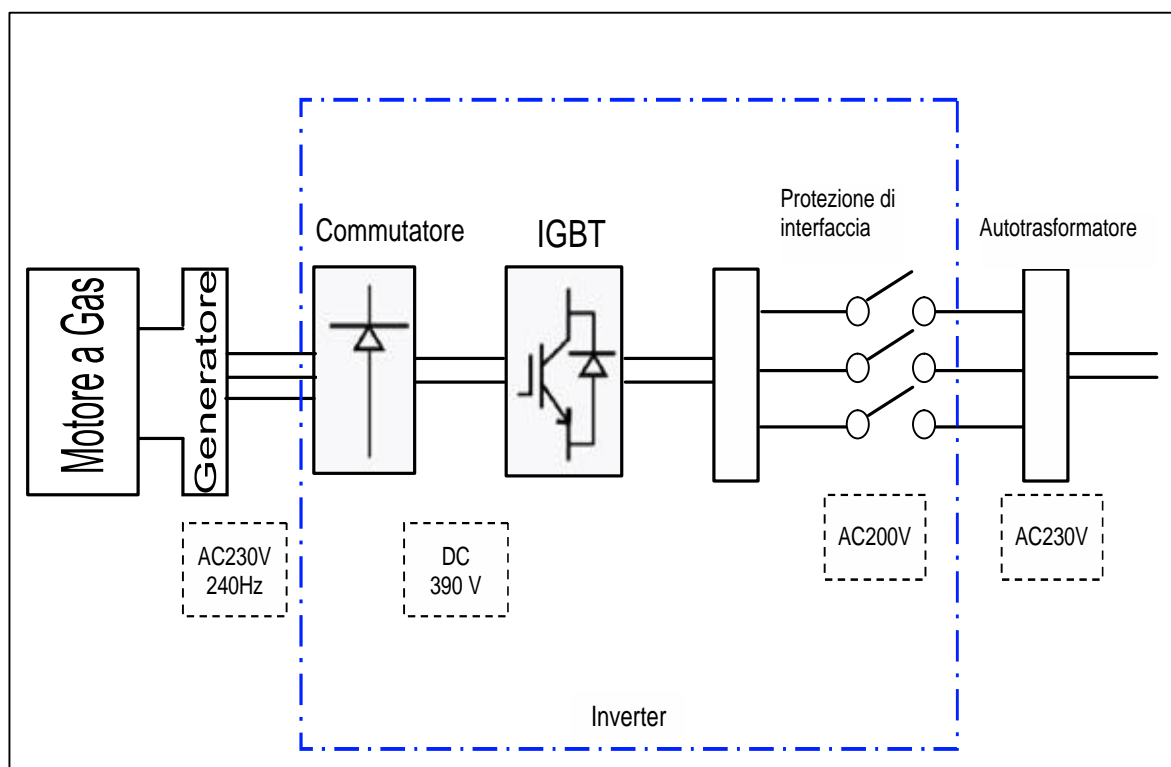 Motore a Gas
Generatore
Commutatore
IGBT
Protezione di
interfaccia
Autotrasformatore
AC230V
240Hz
DC
390 V
AC200V
AC230V
Inverter